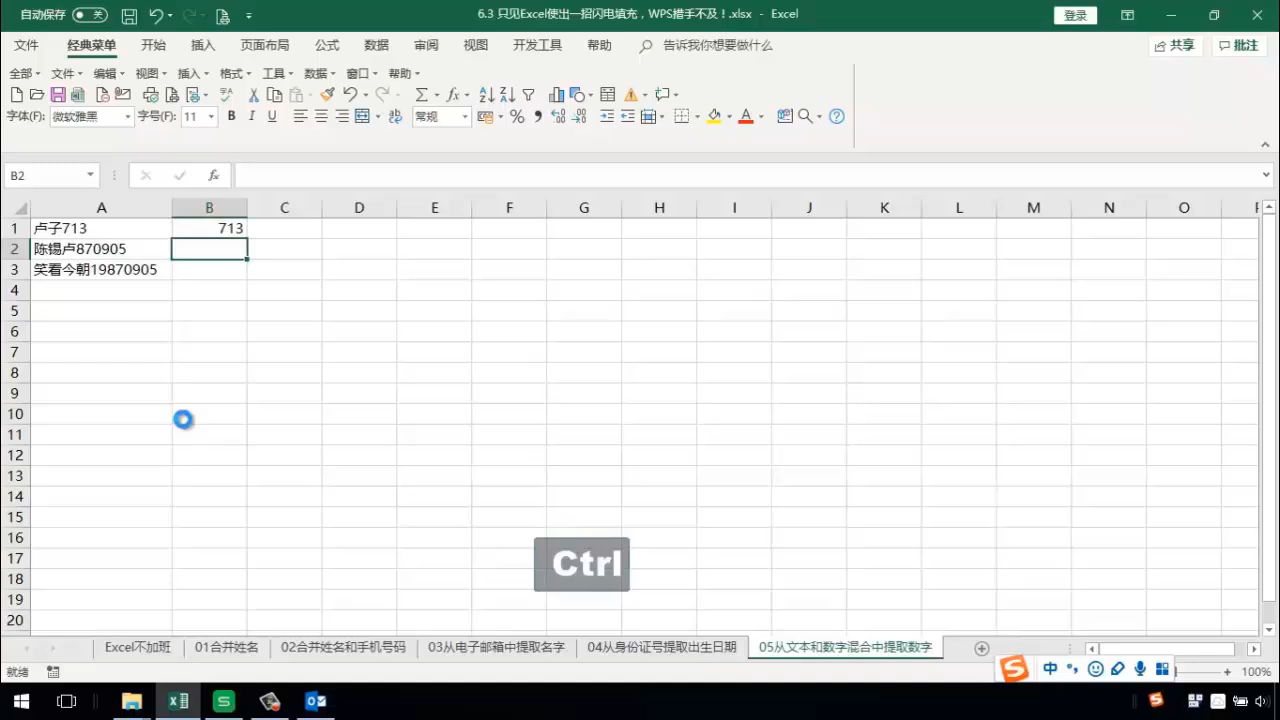 自动保存
6.3 只见Excel使出一招闪电填充，WPS措手不及！.xlsx - Excel
登录
文件 经典菜单 开始 插入 页面布局 公式 数据 审阅 视图 开发工具 帮助 告诉我你想要做什么 共享 批注
全部 文件 编辑 视图 插入 格式 工具 数据 窗口 帮助
字体(F): 微软雅黑 字号(F): 11 B I U 常规 % A
B2 fx
A B C D E F G H I J K L M N O
1 卢子713 713
2 陈锡卢870905
3 笑看今朝19870905
4
5
6
7
8
9
10
11
12
13
14
15
16
17
18
19
20
Ctrl
Excel不加班 01合并姓名 02合并姓名和手机号码 03从电子邮箱中提取名字 04从身份证号提取出生日期 05从文本和数字混合中提取数字
就绪 中 100%